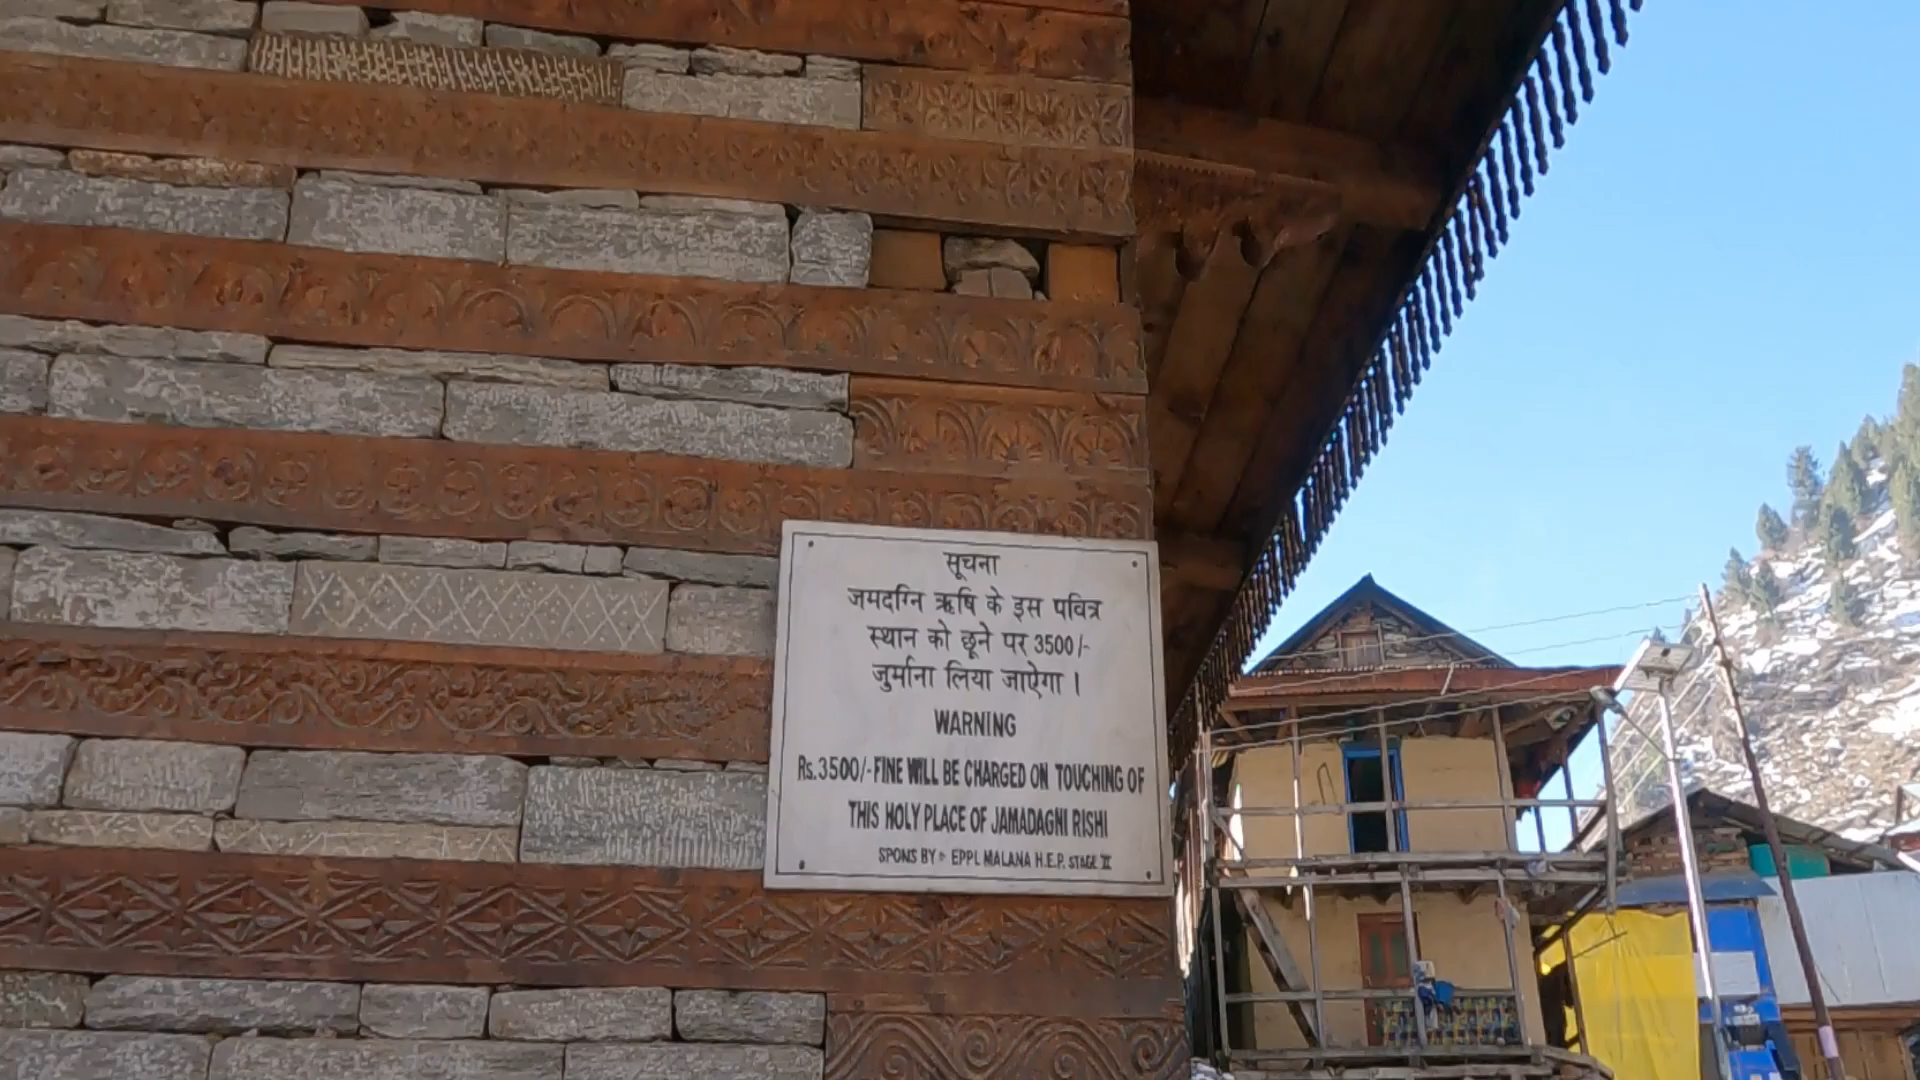 सूचना
जमदग्नि ऋषि के इस पवित्र
स्थान को छूने पर 3500/-
जुर्माना लिया जाऐगा ।
WARNING
Rs.3500/- FINE WILL BE CHARGED ON TOUCHING OF
THIS HOLY PLACE OF JAMADAGNI RISHI
SPONS BY:- EPPL MALANA H.E.P. STAGE II